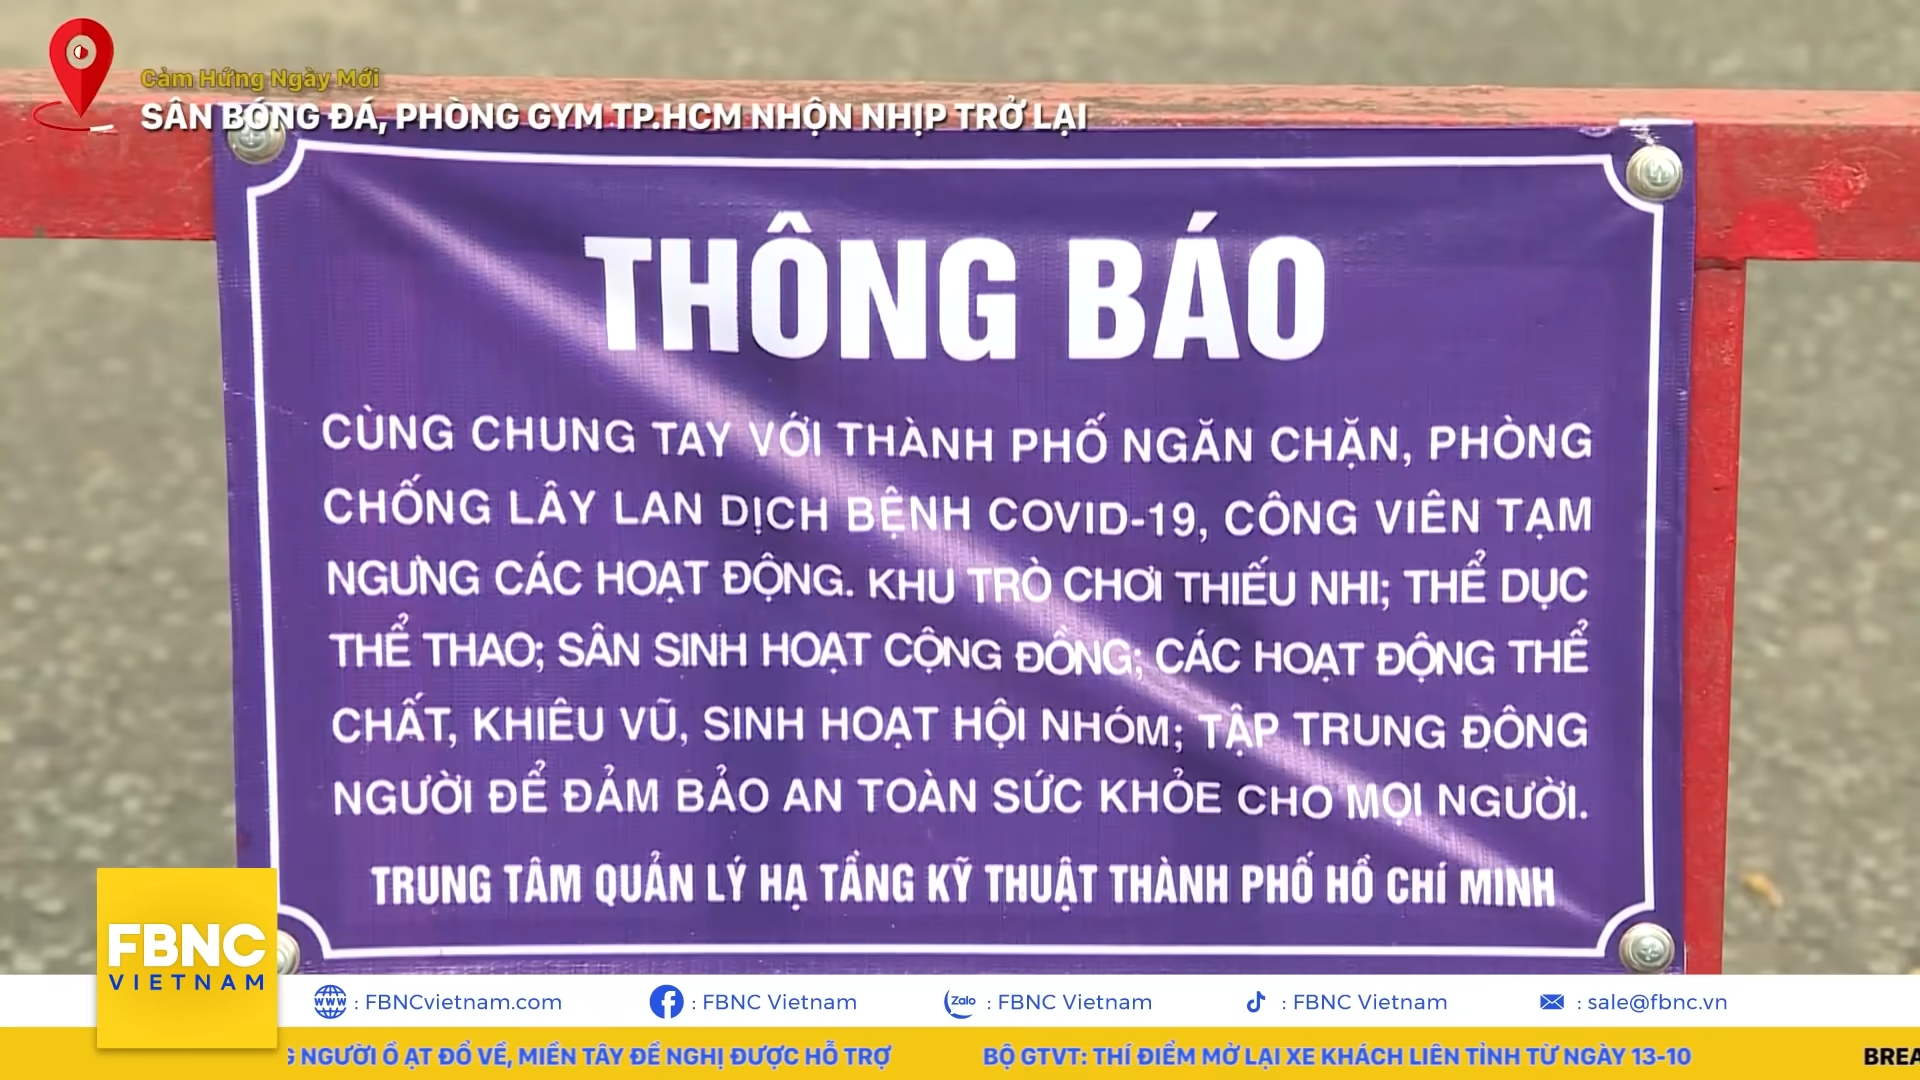 Cảm Hứng Ngày Mới
SÂN BÓNG ĐÁ, PHÒNG GYM TP.HCM NHỘN NHỊP TRỞ LẠI
THÔNG BÁO
CÙNG CHUNG TAY VỚI THÀNH PHỐ NGĂN CHẶN, PHÒNG
CHỐNG LÂY LAN DỊCH BỆNH COVID-19, CÔNG VIÊN TẠM
NGƯNG CÁC HOẠT ĐỘNG. KHU TRÒ CHƠI THIẾU NHI; THỂ DỤC
THỂ THAO; SÂN SINH HOẠT CỘNG ĐỒNG; CÁC HOẠT ĐỘNG THỂ
CHẤT, KHIÊU VŨ, SINH HOẠT HỘI NHÓM; TẬP TRUNG ĐÔNG
NGƯỜI ĐỂ ĐẢM BẢO AN TOÀN SỨC KHỎE CHO MỌI NGƯỜI.
TRUNG TÂM QUẢN LÝ HẠ TẦNG KỸ THUẬT THÀNH PHỐ HỒ CHÍ MINH
FBNC
VIETNAM
www : FBNCvietnam.com : FBNC Vietnam Zalo : FBNC Vietnam : FBNC Vietnam : sale@fbnc.vn
NGƯỜI Ồ ẠT ĐỔ VỀ, MIỀN TÂY ĐỀ NGHỊ ĐƯỢC HỖ TRỢ BỘ GTVT: THÍ ĐIỂM MỞ LẠI XE KHÁCH LIÊN TỈNH TỪ NGÀY 13-10 BREA